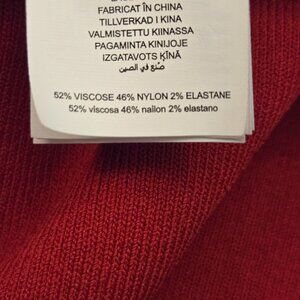 FABRICAT ÎN CHINA
TILLVERKAD I KINA
VALMISTETTU KIINASSA
PAGAMINTA KINIJOJE
IZGATAVOTS ĶĪNĀ
صنع في الصين
52% VISCOSE 46% NYLON 2% ELASTANE
52% viscosa 46% nailon 2% elastano